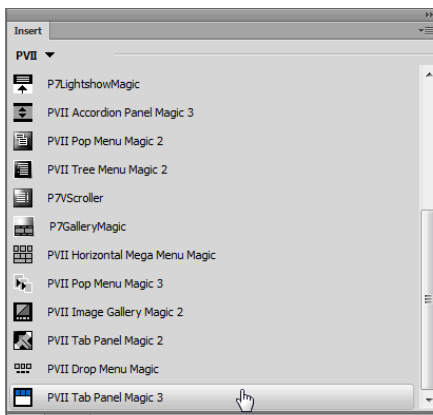 Insert
PVII
P7LightshowMagic
PVII Accordion Panel Magic 3
PVII Pop Menu Magic 2
PVII Tree Menu Magic 2
P7VScroller
P7GalleryMagic
PVII Horizontal Mega Menu Magic
PVII Pop Menu Magic 3
PVII Image Gallery Magic 2
PVII Tab Panel Magic 2
PVII Drop Menu Magic
PVII Tab Panel Magic 3